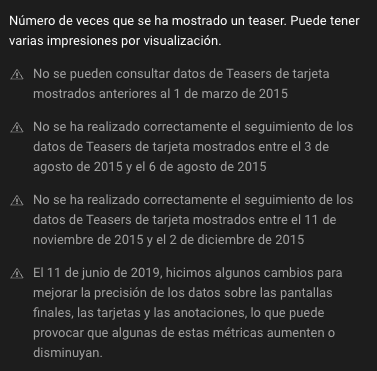 Número de veces que se ha mostrado un teaser. Puede tener
varias impresiones por visualización.
No se pueden consultar datos de Teasers de tarjeta
mostrados anteriores al 1 de marzo de 2015
No se ha realizado correctamente el seguimiento de los
datos de Teasers de tarjeta mostrados entre el 3 de
agosto de 2015 y el 6 de agosto de 2015
No se ha realizado correctamente el seguimiento de los
datos de Teasers de tarjeta mostrados entre el 11 de
noviembre de 2015 y el 2 de diciembre de 2015
El 11 de junio de 2019, hicimos algunos cambios para
mejorar la precisión de los datos sobre las pantallas
finales, las tarjetas y las anotaciones, lo que puede
provocar que algunas de estas métricas aumenten o
disminuyan.